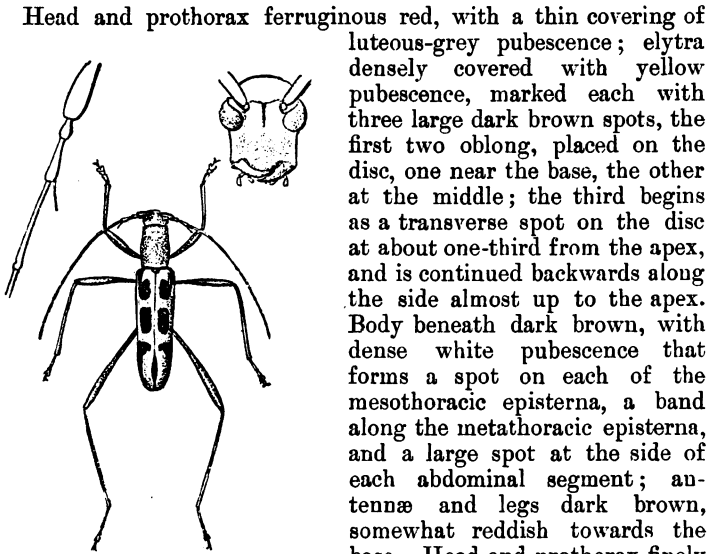 Head and prothorax ferruginous red, with a thin covering of
luteous-grey pubescence; elytra
densely covered with yellow
pubescence, marked each with
three large dark brown spots, the
first two oblong, placed on the
disc, one near the base, the other
at the middle; the third begins
as a transverse spot on the disc
at about one-third from the apex,
and is continued backwards along
the side almost up to the apex.
Body beneath dark brown, with
dense white pubescence that
forms a spot on each of the
mesothoracic episterna, a band
along the metathoracic episterna,
and a large spot at the side of
each abdominal segment; an-
tennæ and legs dark brown,
somewhat reddish towards the
base. Head and prothorax finely